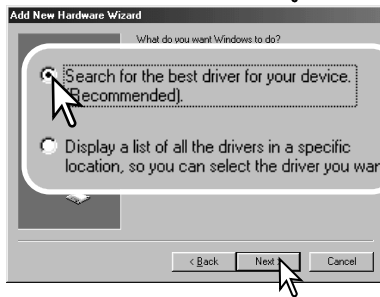 Add New Hardware Wizard
What do you want Windows to do?
Search for the best driver for your device.
(Recommended).
Display a list of all the drivers in a specific
location, so you can select the driver you wan
< Back
Next >
Cancel